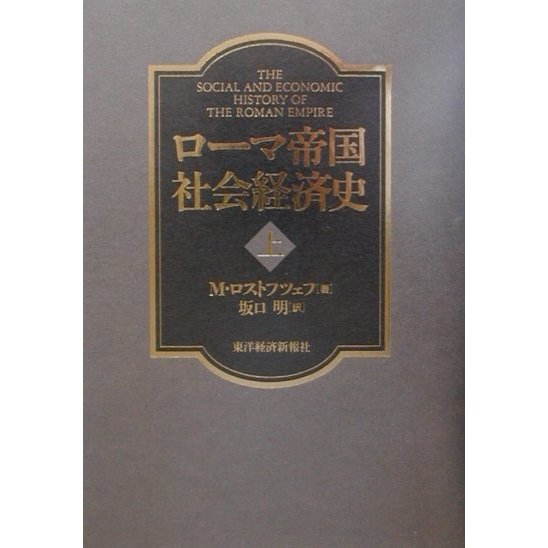 THE
SOCIAL AND ECONOMIC
HISTORY OF
THE ROMAN EMPIRE
ローマ帝国
社会経済史
上
M・ロストフツェフ[著]
坂口 明[訳]
東洋経済新報社